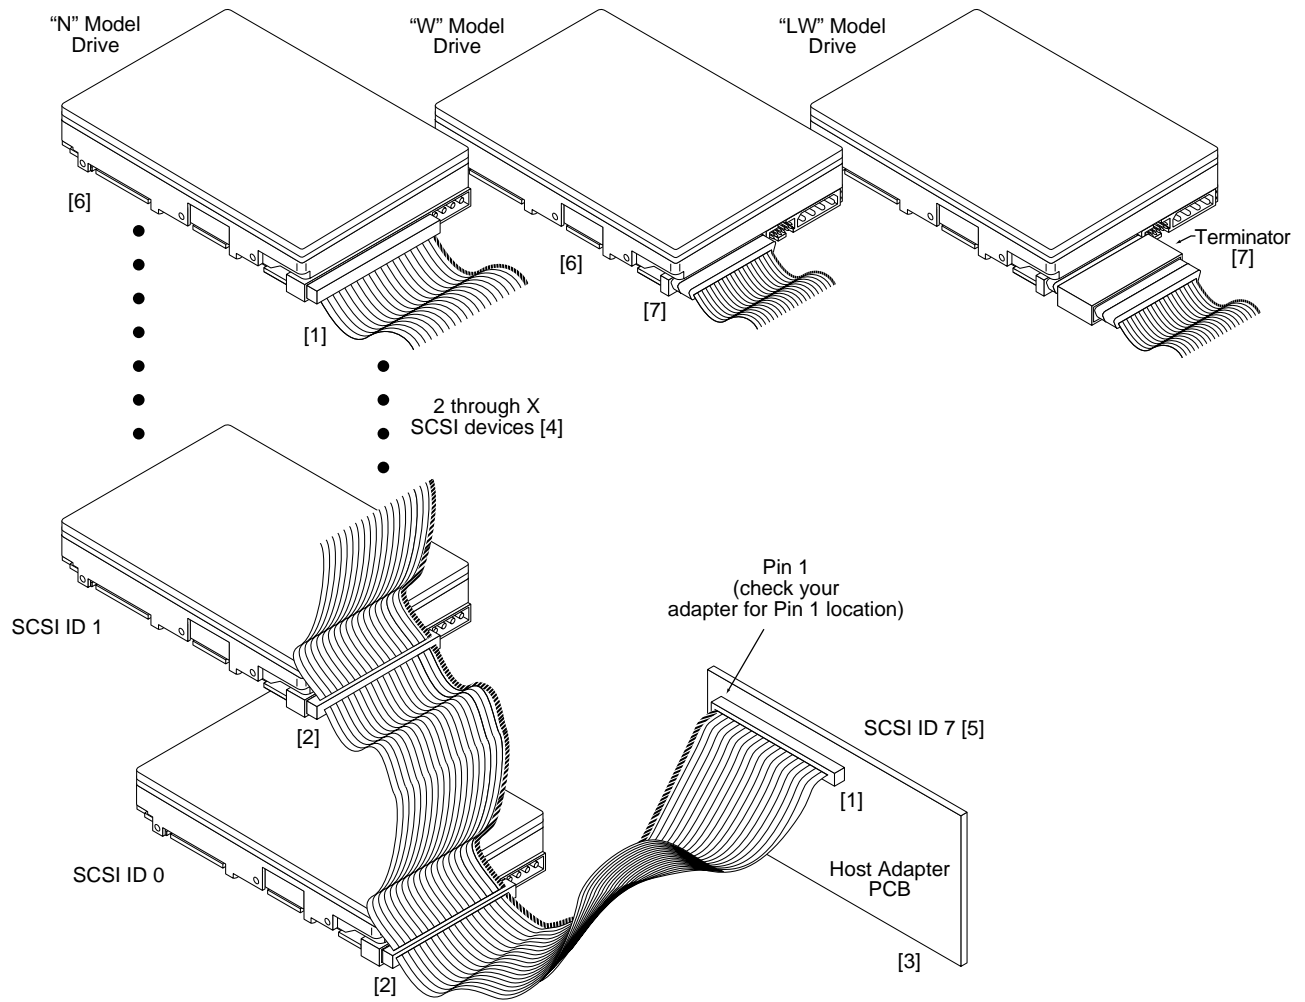 “N” Model
Drive
“W” Model
Drive
“LW” Model
Drive
[6]
[6]
[7]
[1]
Terminator
[7]
2 through X
SCSI devices [4]
Pin 1
(check your
adapter for Pin 1 location)
SCSI ID 1
[2]
SCSI ID 7 [5]
[1]
SCSI ID 0
Host Adapter
PCB
[2]
[3]